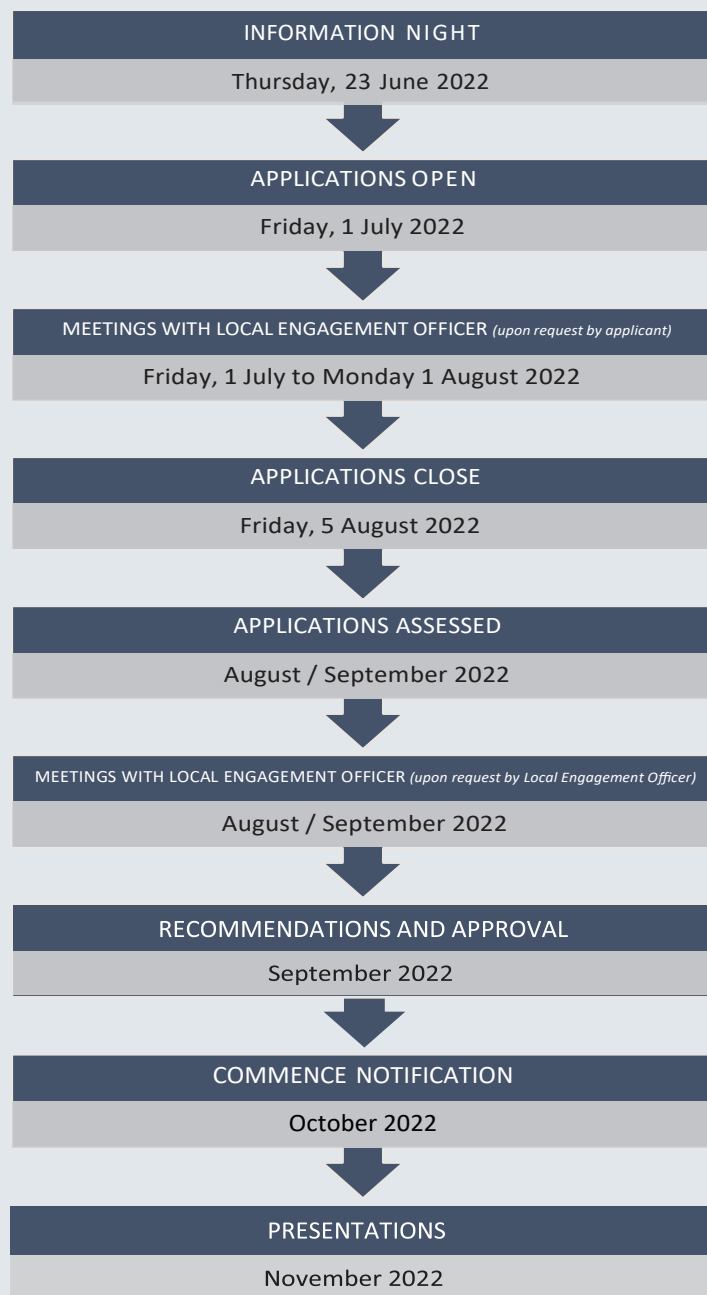 INFORMATION NIGHT
Thursday, 23 June 2022
APPLICATIONS OPEN
Friday, 1 July 2022
MEETINGS WITH LOCAL ENGAGEMENT OFFICER (upon request by applicant)
Friday, 1 July to Monday 1 August 2022
APPLICATIONS CLOSE
Friday, 5 August 2022
APPLICATIONS ASSESSED
August / September 2022
MEETINGS WITH LOCAL ENGAGEMENT OFFICER (upon request by Local Engagement Officer)
August / September 2022
RECOMMENDATIONS AND APPROVAL
September 2022
COMMENCE NOTIFICATION
October 2022
PRESENTATIONS
November 2022